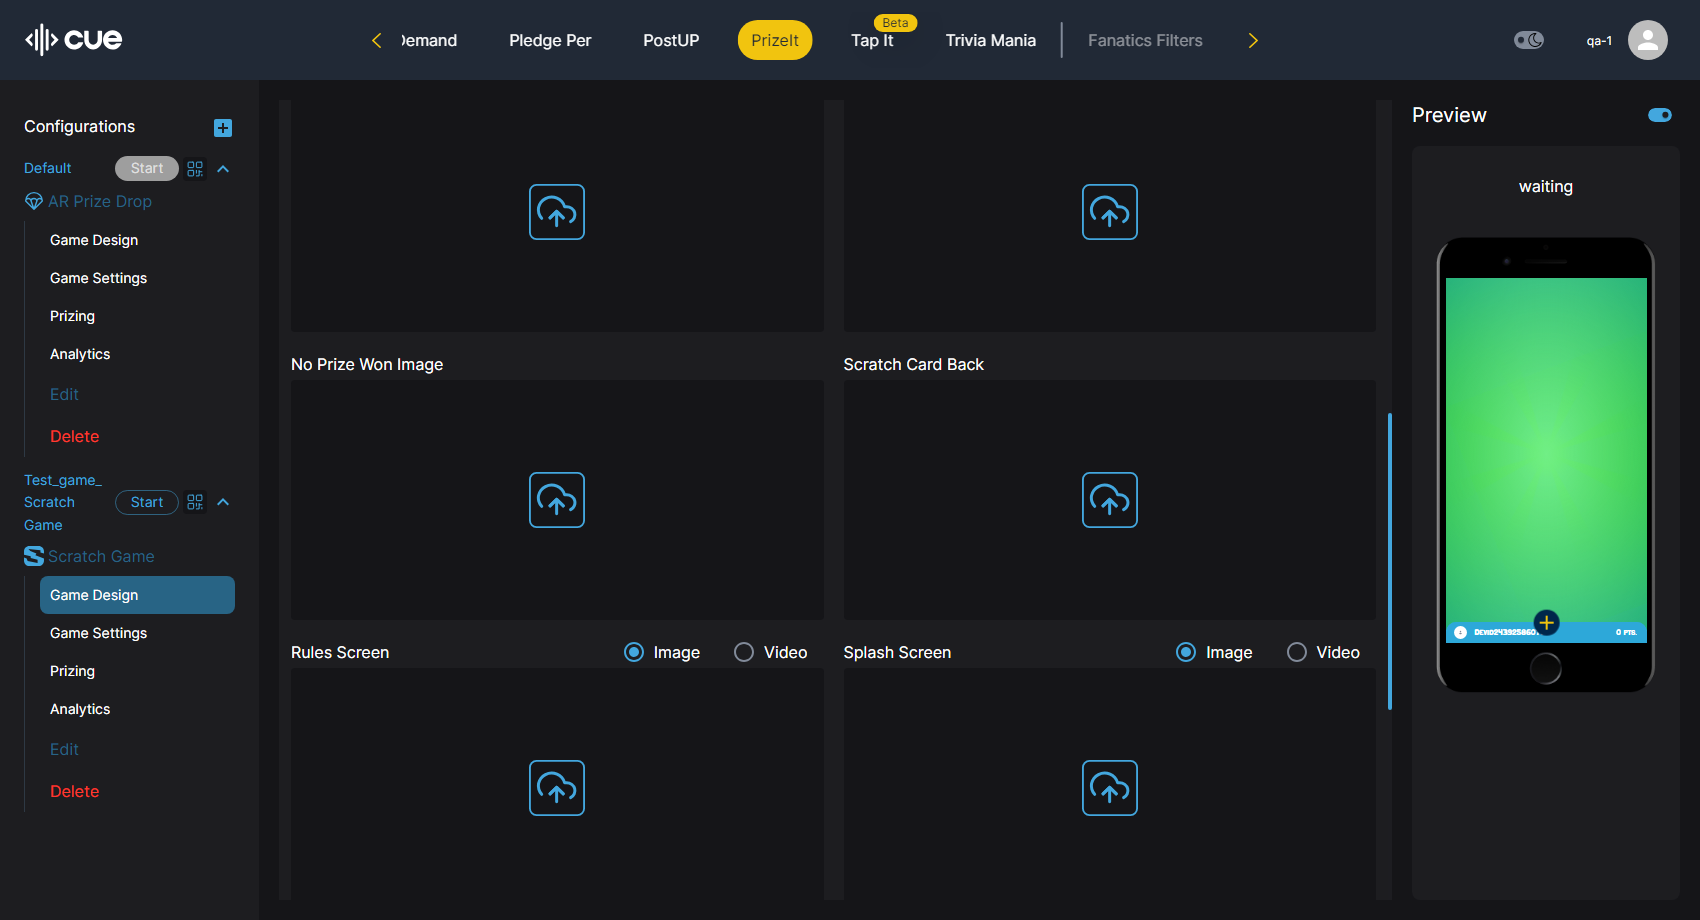 cue
Demand
Pledge Per
PostUP
PrizeIt
Beta
Tap It
Trivia Mania
Fanatics Filters
qa-1
Configurations
Default
Start
AR Prize Drop
Game Design
Game Settings
Prizing
Analytics
Edit
Delete
Test_game_
Scratch
Game
Start
Scratch Game
Game Design
Game Settings
Prizing
Analytics
Edit
Delete
No Prize Won Image
Scratch Card Back
Rules Screen
Image
Video
Splash Screen
Image
Video
Preview
waiting
0 PTS.